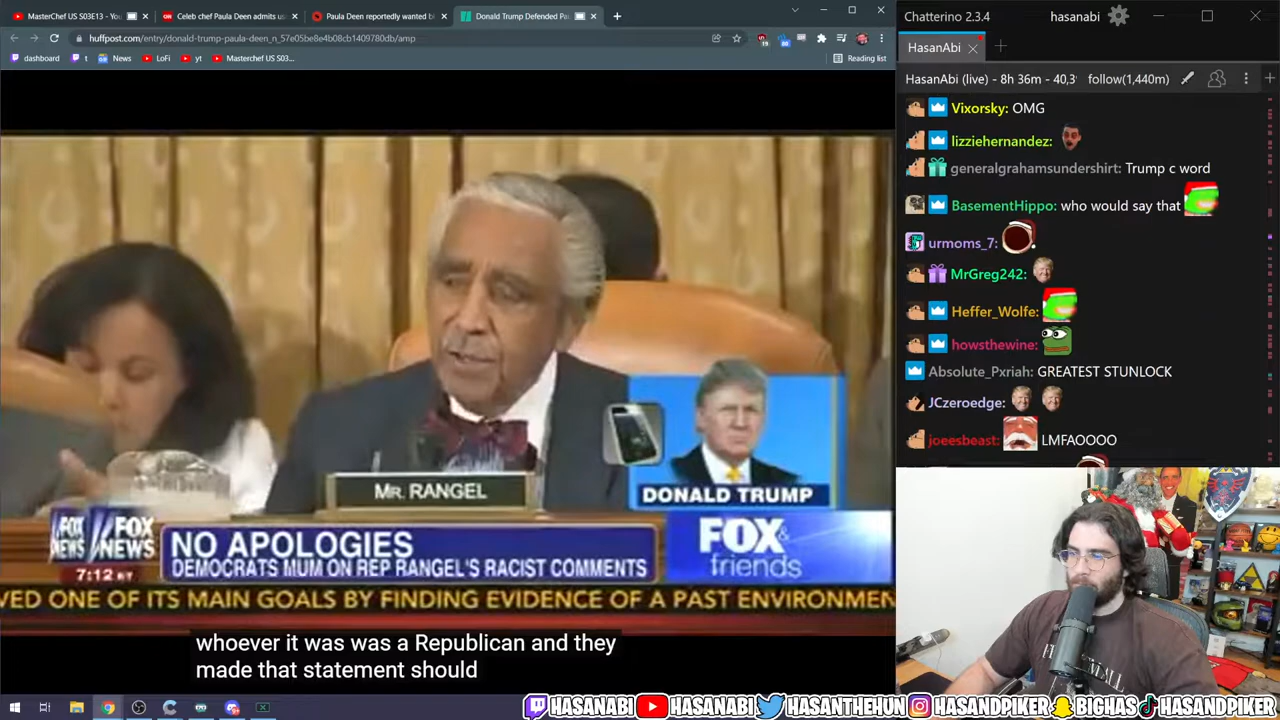 MasterChef US S03E13 - You
Celeb chef Paula Deen admits us
Paula Deen reportedly wanted bl
Donald Trump Defended Pau
huffpost.com/entry/donald-trump-paula-deen_n_57e05be8e4b08cb1409780db/amp
dashboard
t
News
LoFi
yt
Masterchef US S03...
Reading list
Chatterino 2.3.4
hasanabi
HasanAbi
HasanAbi (live) - 8h 36m - 40,3
follow(1,440m)
Vixorsky: OMG
lizziehernandez:
generalgrahamsundershirt: Trump c word
BasementHippo: who would say that
urmoms_7:
MrGreg242:
Heffer_Wolfe:
howsthewine:
Absolute_Pxriah: GREATEST STUNLOCK
JCzeroedge:
joeesbeast: LMFAOOOO
MR. RANGEL
DONALD TRUMP
FOX NEWS
FOX NEWS
7:12 ET
NO APOLOGIES
DEMOCRATS MUM ON REP RANGEL'S RACIST COMMENTS
FOX & friends
VED ONE OF ITS MAIN GOALS BY FINDING EVIDENCE OF A PAST ENVIRONMEN
whoever it was was a Republican and they
made that statement should
HASANABI
HASANABI
HASANTHEHUN
HASANDPIKER
BIGHAS
HASANDPIKER